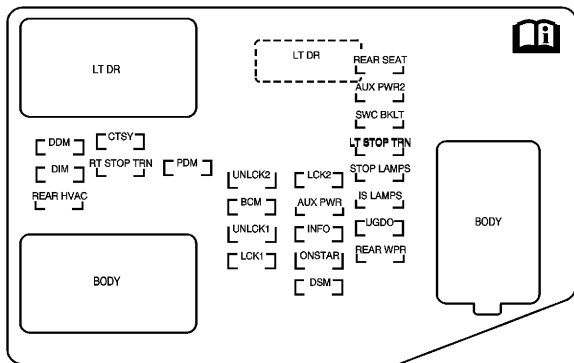 LT DR
LT DR
REAR SEAT
AUX PWR2
SWC BKLT
DDM
CTSY
LT STOP TRN
DIM
RT STOP TRN
PDM
UNLCK2
LCK2
STOP LAMPS
REAR HVAC
BCM
AUX PWR
IS LAMPS
UNLCK1
INFO
UGDO
BODY
LCK1
ONSTAR
REAR WPR
BODY
DSM